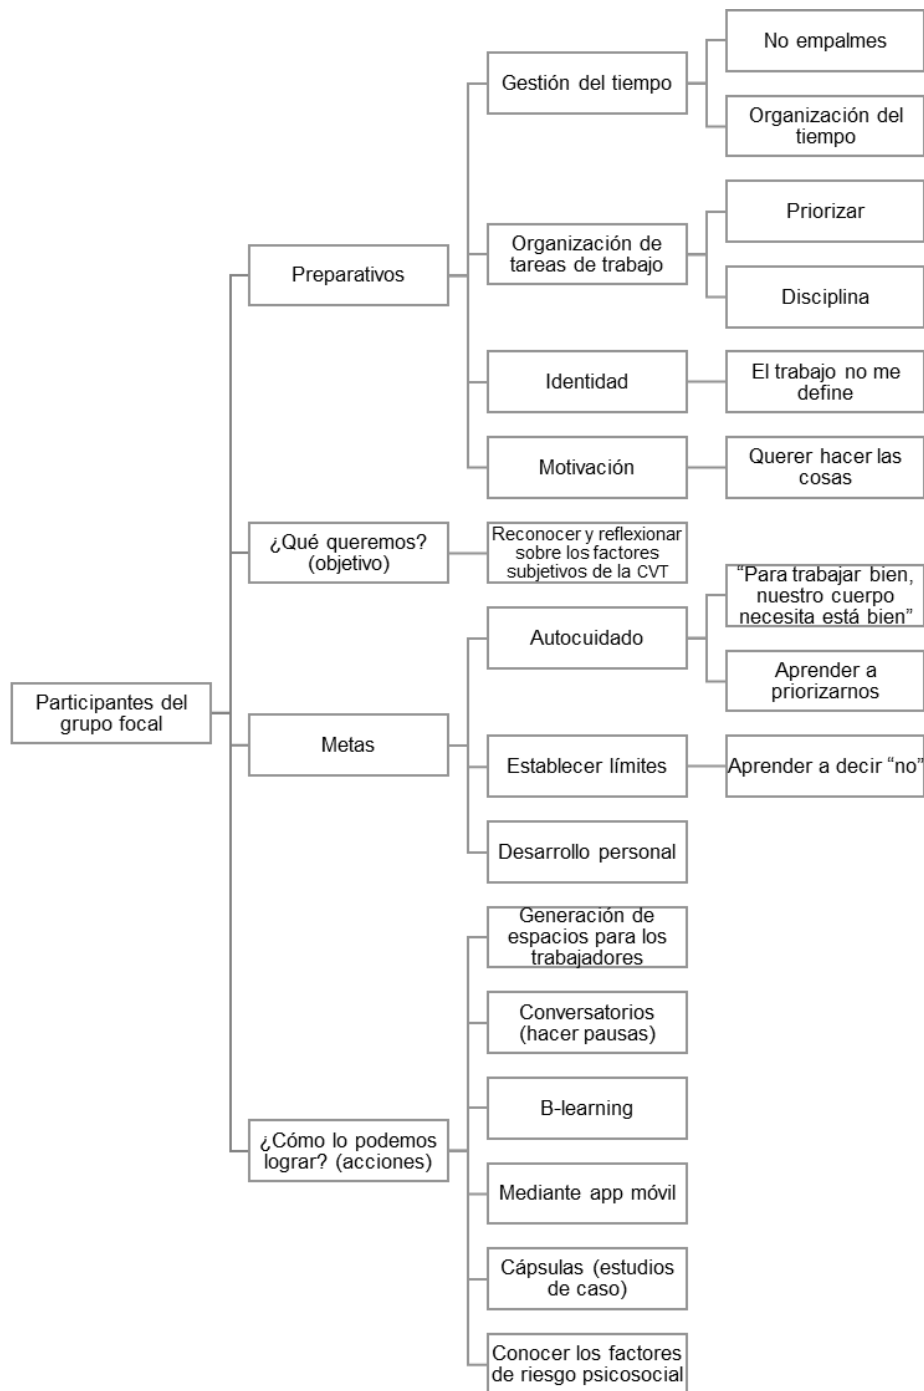 No empalmes
Gestión del tiempo
Organización del
tiempo
Priorizar
Organización de
tareas de trabajo
Preparativos
Disciplina
Identidad
El trabajo no me
define
Motivación
Querer hacer las
cosas
¿Qué queremos?
(objetivo)
Reconocer y reflexionar
sobre los factores
subjetivos de la CVT
“Para trabajar bien,
nuestro cuerpo
necesita está bien”
Autocuidado
Aprender a
priorizarnos
Participantes del
grupo focal
Metas
Establecer límites
Aprender a decir “no”
Desarrollo personal
Generación de
espacios para los
trabajadores
Conversatorios
(hacer pausas)
B-learning
¿Cómo lo podemos
lograr? (acciones)
Mediante app móvil
Cápsulas (estudios
de caso)
Conocer los factores
de riesgo psicosocial